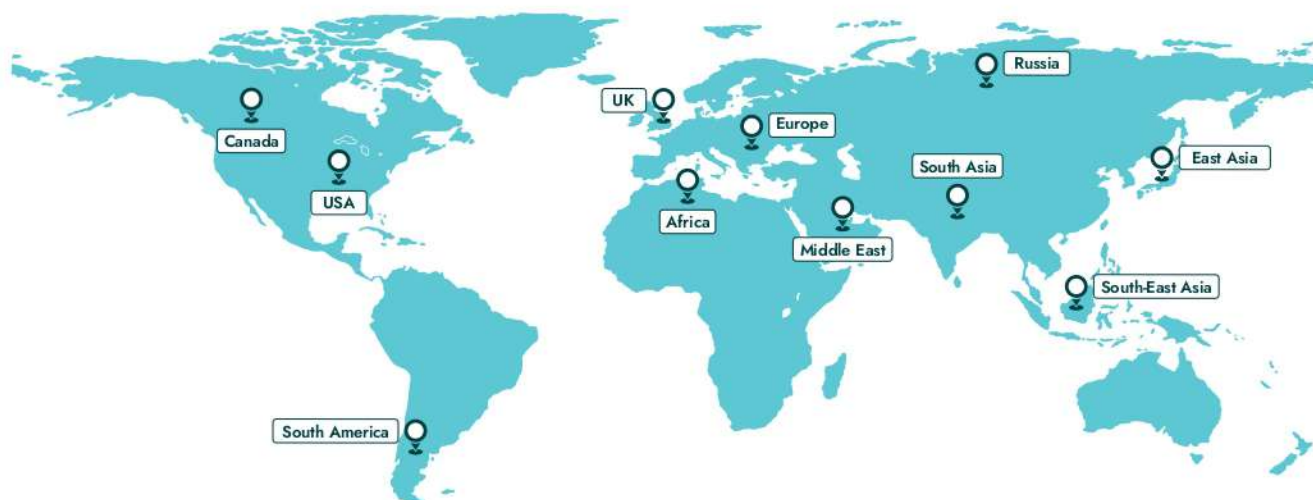 Russia
UK
Europe
Canada
East Asia
South Asia
USA
Africa
Middle East
South-East Asia
South America